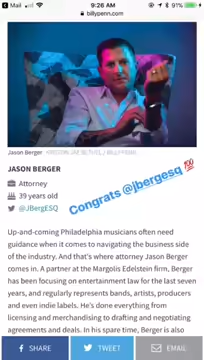 Mail
9:26 AM
91%
billypenn.com
Jason Berger
/ BILLYPENN
JASON BERGER
Attorney
39 years old
@JBergESQ
Congrats @jbergesq 💯
Up-and-coming Philadelphia musicians often need
guidance when it comes to navigating the business side
of the industry. And that's where attorney Jason Berger
comes in. A partner at the Margolis Edelstein firm, Berger
has been focusing on entertainment law for the last seven
years, and regularly represents bands, artists, producers
and even indie labels. He's done everything from
licensing and merchandising to drafting and negotiating
agreements and deals. In his spare time, Berger is also
SHARE
TWEET
EMAIL